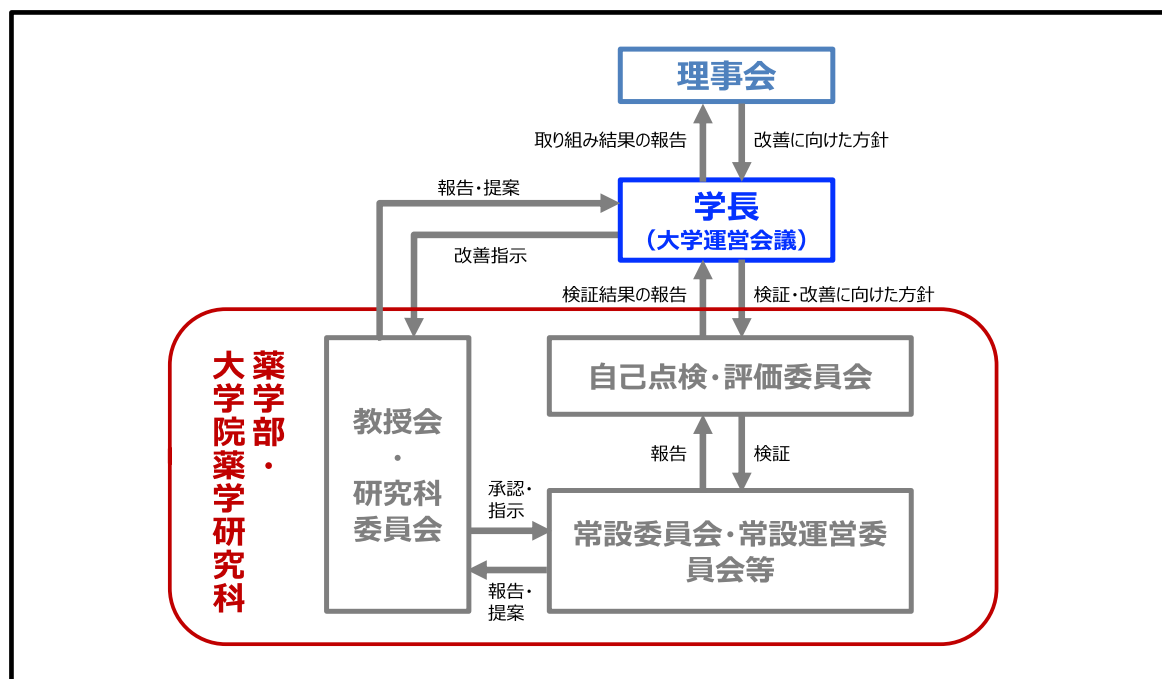 理事会
取り組み結果の報告
改善に向けた方針
報告・提案
学長
（大学運営会議）
改善指示
検証結果の報告
検証・改善に向けた方針
薬学部・
大学院薬学研究科
教授会
・
研究科
委員会
自己点検・評価委員会
報告
検証
承認・
指示
常設委員会・常設運営委
員会等
報告・
提案